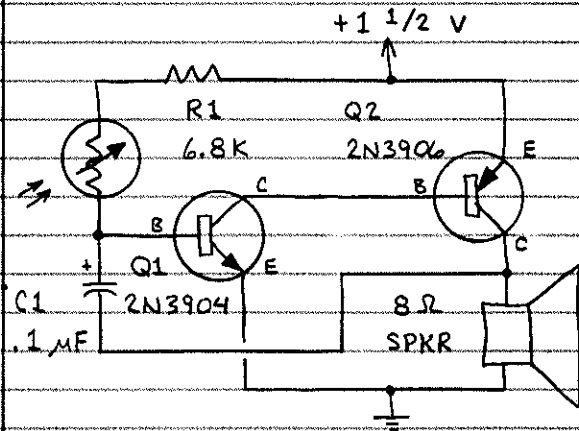 +1 1/2 V
R1
6.8K
Q2
2N3906
E
B
C
C
B
E
Q1
2N3904
+
C1
.1 μF
8 Ω
SPKR